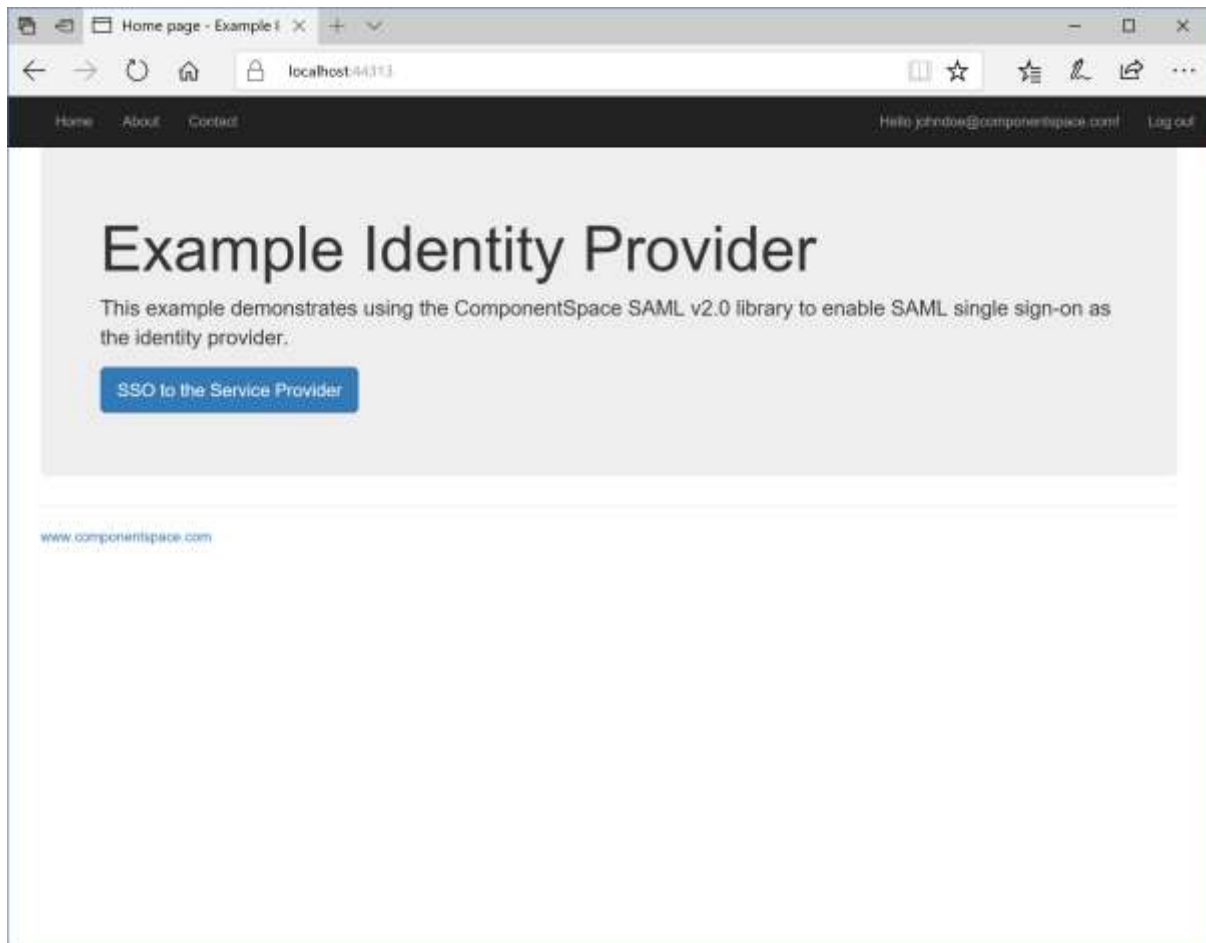 Home page - Example I
localhost:44313
Home About Contact Hello johndoe@componentspace.com! Log out
Example Identity Provider
This example demonstrates using the ComponentSpace SAML v2.0 library to enable SAML single sign-on as
the identity provider.
SSO to the Service Provider
www.componentspace.com